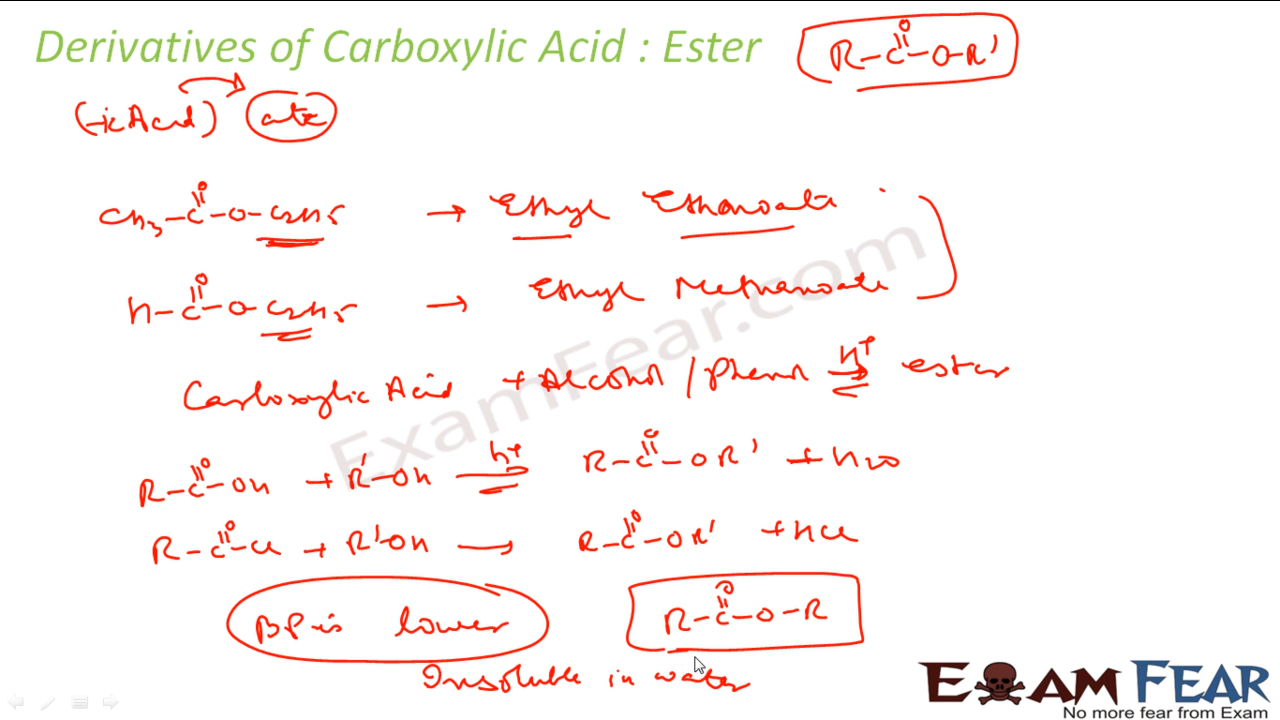 Derivatives of Carboxylic Acid : Ester R-C(=O)-O-R'
(-ic Acid) ate
CH3-C(=O)-O-C2H5 → Ethyl Ethanoate
H-C(=O)-O-C2H5 → Ethyl Methanoate
Carboxylic Acid + Alcohol / Phenol H+ ⇌ ester
R-C(=O)-OH + R'-OH H+ ⇌ R-C(=O)-OR' + H2O
R-C(=O)-Cl + R'OH → R-C(=O)-OR' + HCl
BP is lower R-C(=O)-O-R
Insoluble in water
ExamFear.com
EXAM FEAR
No more fear from Exam